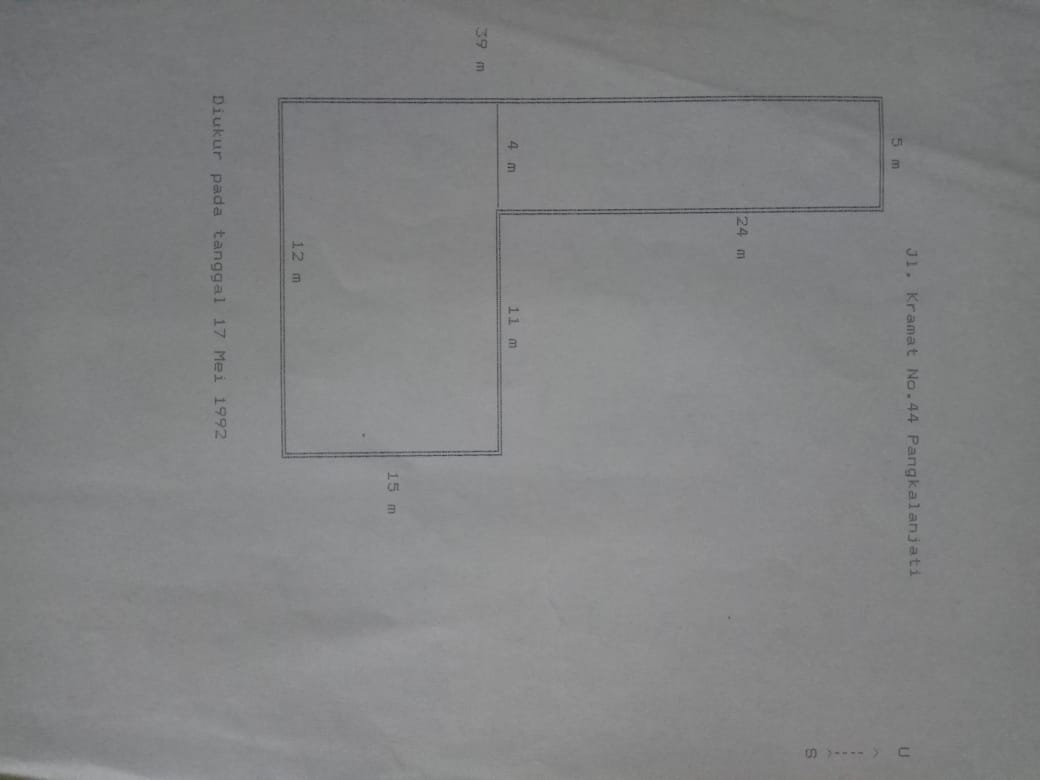 Jl. Kramat No.44 Pangkalanjati
U
S <---->
5 m
24 m
39 m
4 m
11 m
15 m
12 m
Diukur pada tanggal 17 Mei 1992